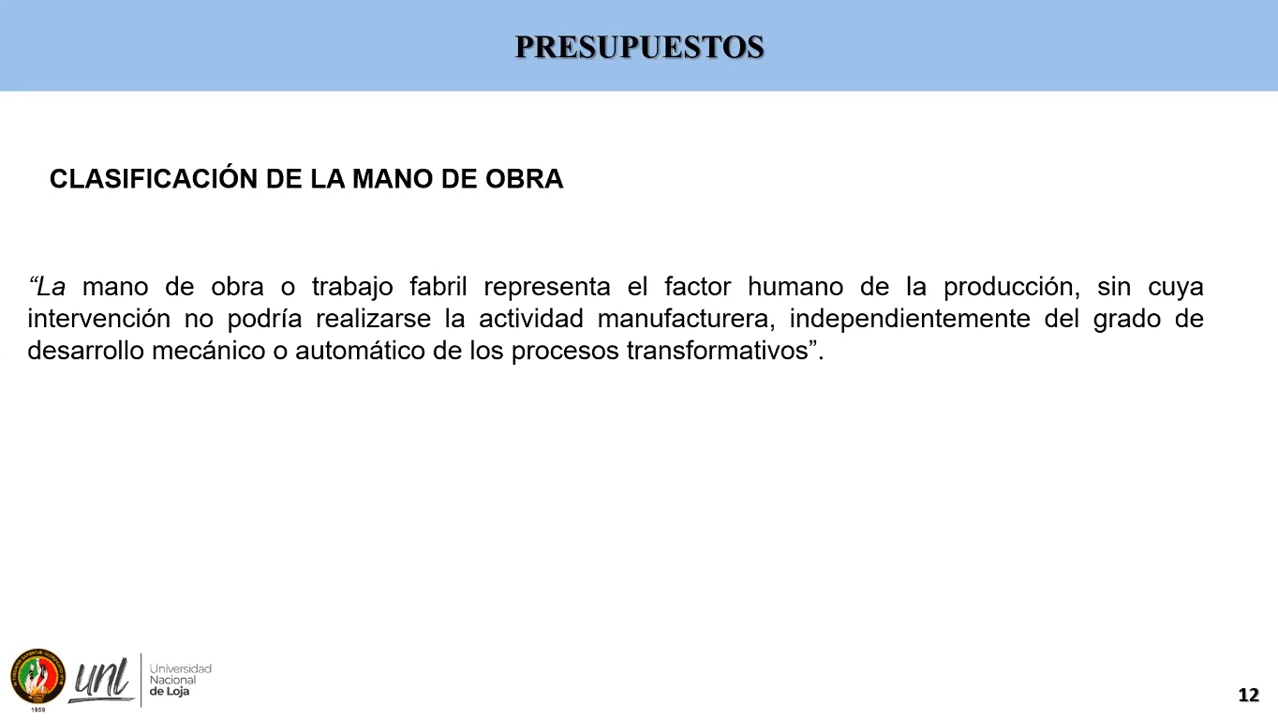 PRESUPUESTOS
CLASIFICACIÓN DE LA MANO DE OBRA
“La mano de obra o trabajo fabril representa el factor humano de la producción, sin cuya
intervención no podría realizarse la actividad manufacturera, independientemente del grado de
desarrollo mecánico o automático de los procesos transformativos”.
unl
Universidad
Nacional
de Loja
1859
12